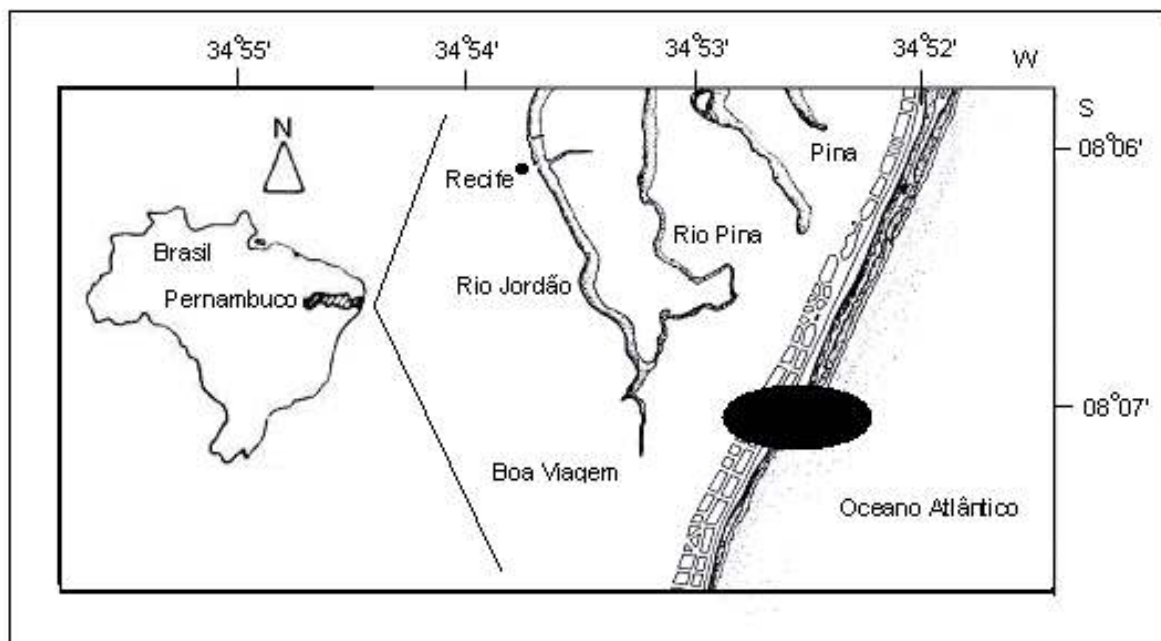 34°55'
34°54'
34°53'
34°52'
W
S
N
08°06'
Pina
Recife
Rio Pina
Brasil
Rio Jordão
Pernambuco
08°07'
Boa Viagem
Oceano Atlântico